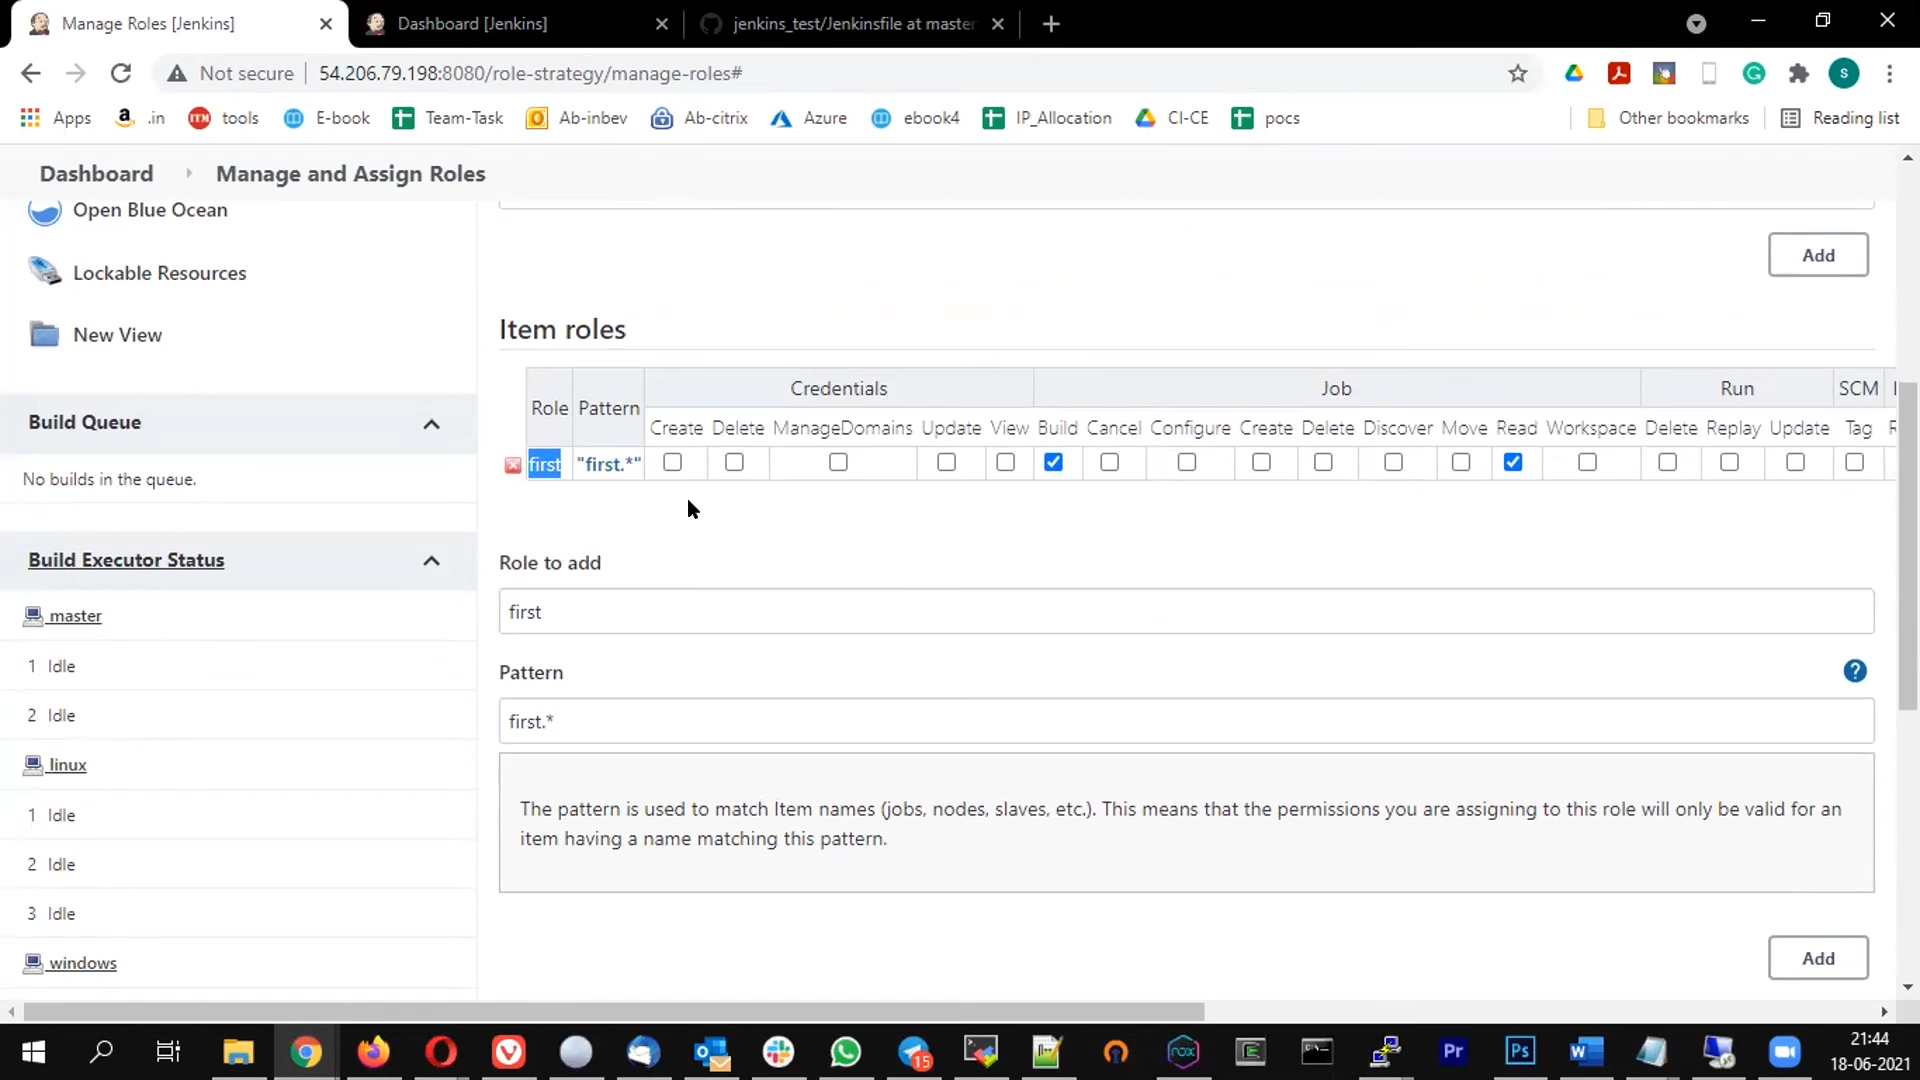 Manage Roles [Jenkins]
Dashboard [Jenkins]
jenkins_test/Jenkinsfile at master
Not secure
54.206.79.198:8080/role-strategy/manage-roles#
S
Apps
.in
tools
E-book
Team-Task
Ab-inbev
Ab-citrix
Azure
ebook4
IP_Allocation
CI-CE
pocs
Other bookmarks
Reading list
Dashboard
Manage and Assign Roles
Open Blue Ocean
Lockable Resources
New View
Build Queue
No builds in the queue.
Build Executor Status
master
1 Idle
2 Idle
linux
1 Idle
2 Idle
3 Idle
windows
Add
Item roles
Role Pattern Credentials Job Run SCM
Create Delete ManageDomains Update View Build Cancel Configure Create Delete Discover Move Read Workspace Delete Replay Update Tag
first "first.*"
Role to add
first
Pattern
?
first.*
The pattern is used to match Item names (jobs, nodes, slaves, etc.). This means that the permissions you are assigning to this role will only be valid for an
item having a name matching this pattern.
Add
15
nox
Pr
Ps
W
21:44
18-06-2021